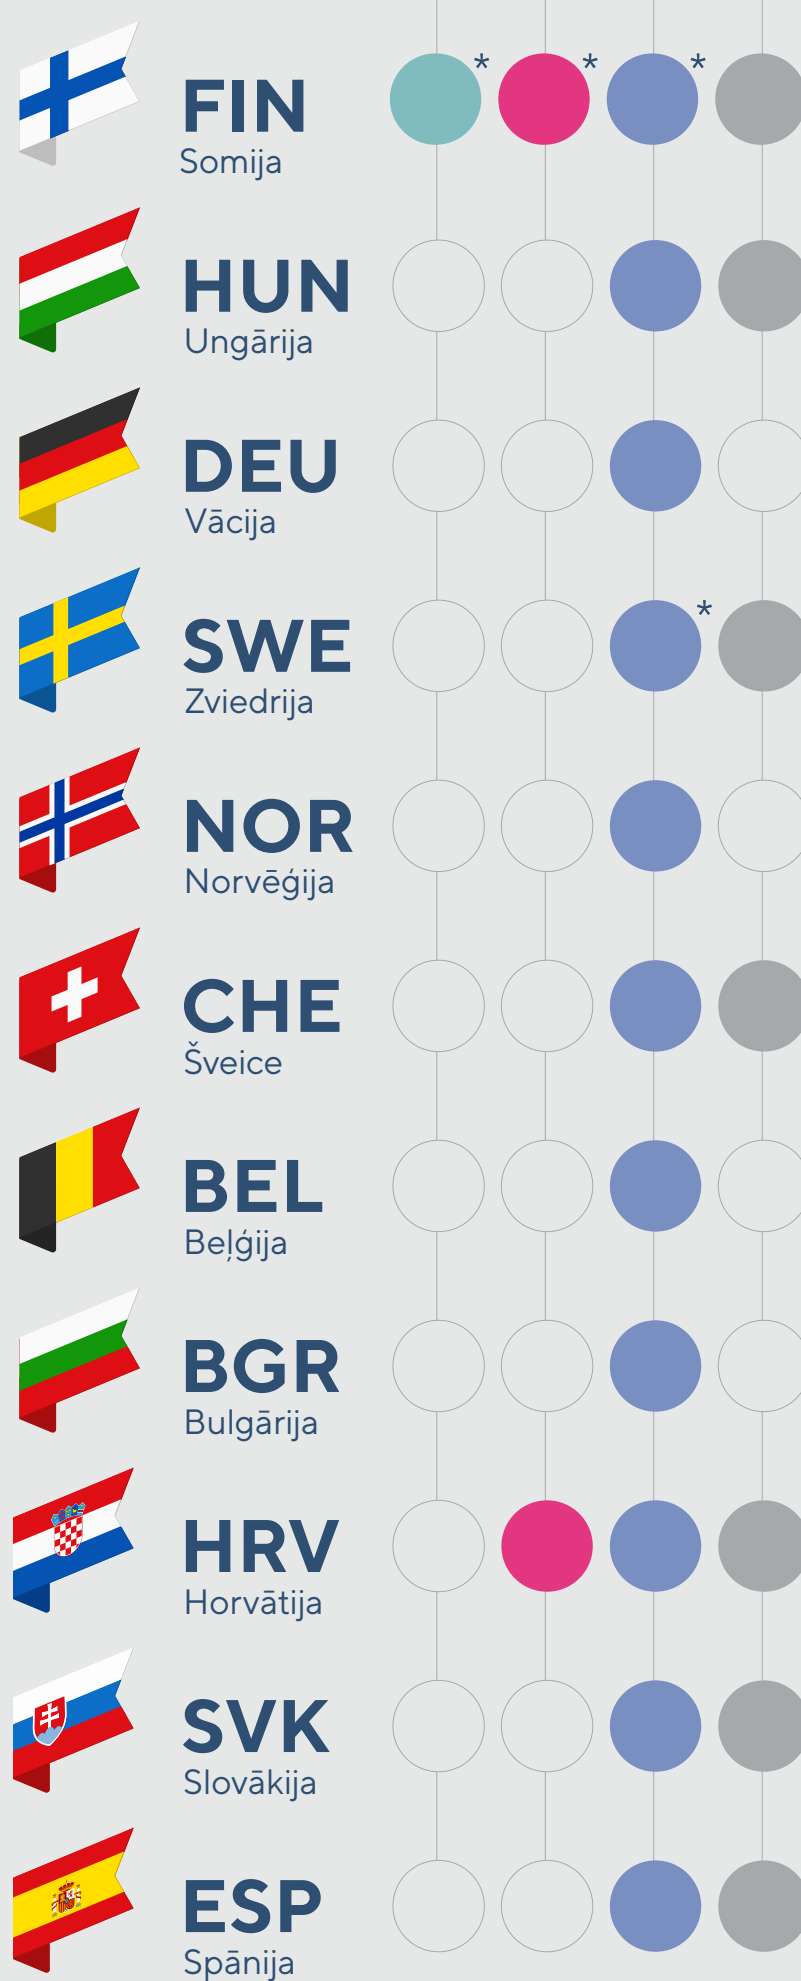 FIN * * *
Somija
HUN
Ungārija
DEU
Vācija
SWE *
Zviedrija
NOR
Norvēģija
CHE
Šveice
BEL
Beļģija
BGR
Bulgārija
HRV
Horvātija
SVK
Slovākija
ESP
Spānija